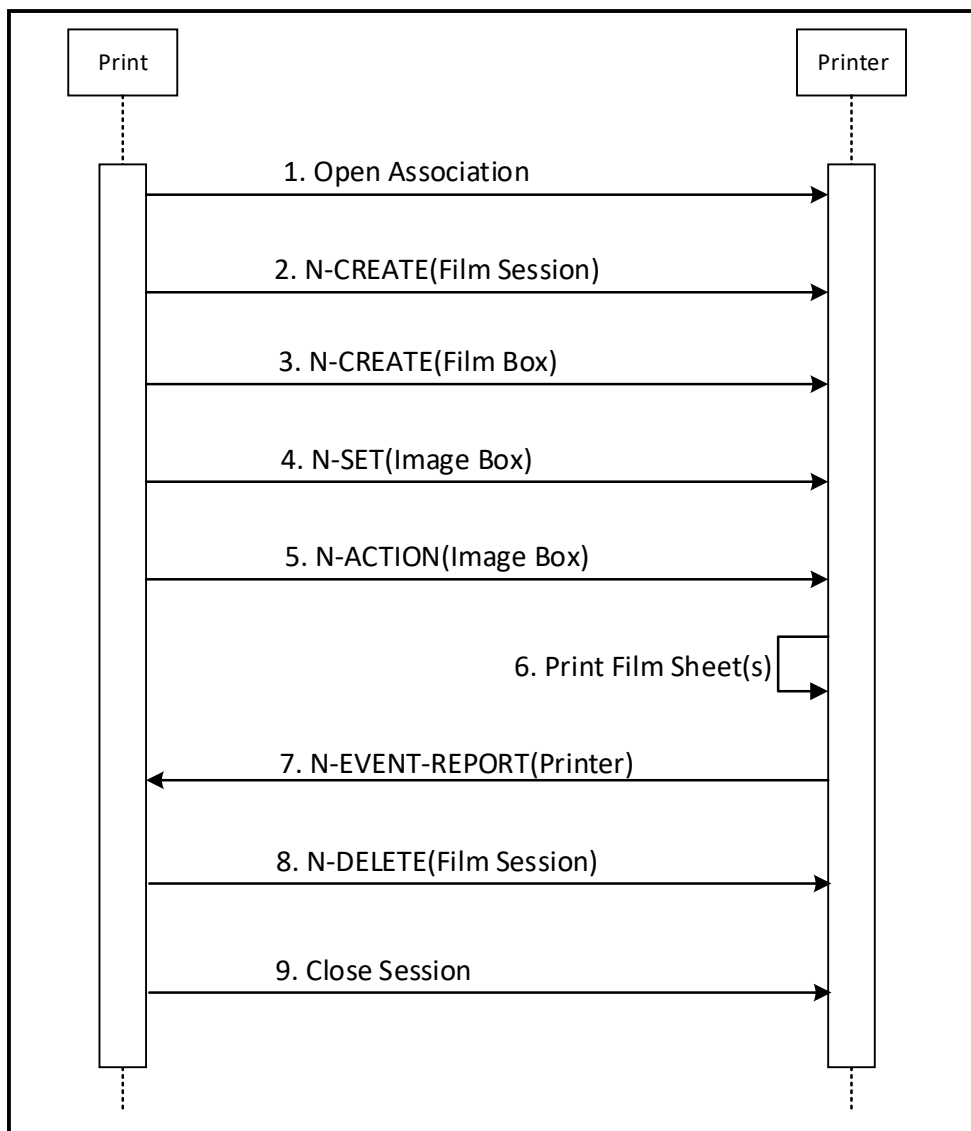 Print
Printer
1. Open Association
2. N-CREATE(Film Session)
3. N-CREATE(Film Box)
4. N-SET(Image Box)
5. N-ACTION(Image Box)
6. Print Film Sheet(s)
7. N-EVENT-REPORT(Printer)
8. N-DELETE(Film Session)
9. Close Session